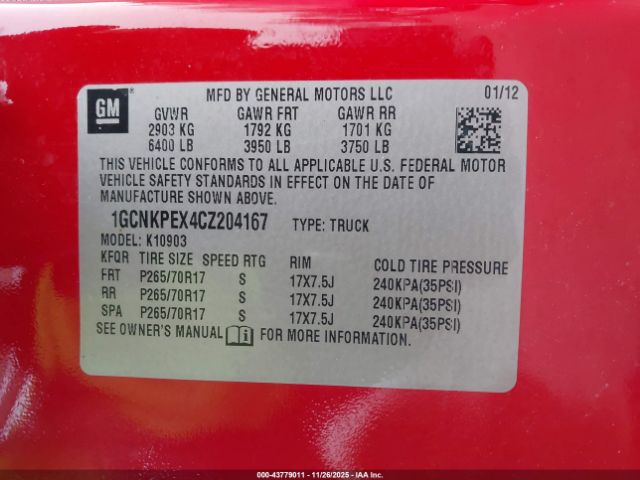 GM
MFD BY GENERAL MOTORS LLC 01/12
GVWR GAWR FRT GAWR RR
2903 KG 1792 KG 1701 KG
6400 LB 3950 LB 3750 LB
THIS VEHICLE CONFORMS TO ALL APPLICABLE U.S. FEDERAL MOTOR
VEHICLE SAFETY STANDARDS IN EFFECT ON THE DATE OF
MANUFACTURE SHOWN ABOVE.
1GCNKPEX4CZ204167 TYPE: TRUCK
MODEL: K10903
KFQR TIRE SIZE SPEED RTG RIM COLD TIRE PRESSURE
FRT P265/70R17 S 17X7.5J 240KPA(35PSI)
RR P265/70R17 S 17X7.5J 240KPA(35PSI)
SPA P265/70R17 S 17X7.5J 240KPA(35PSI)
SEE OWNER'S MANUAL FOR MORE INFORMATION.
000-43779011 - 11/26/2025 - IAA, Inc.